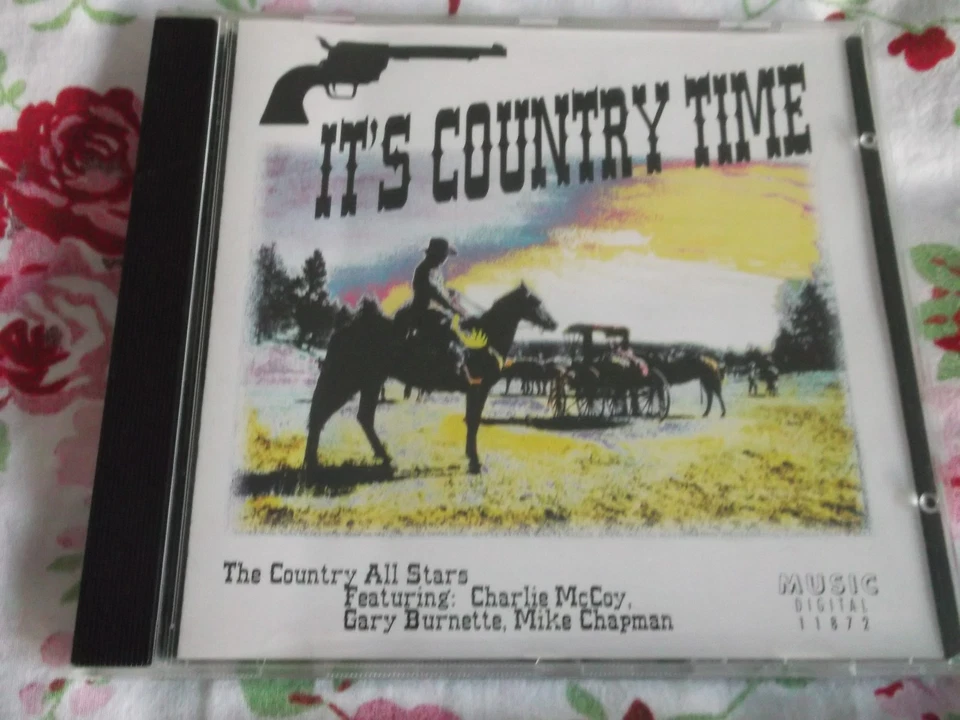 IT'S COUNTRY TIME
The Country All Stars
Featuring: Charlie McCoy,
Gary Burnette, Mike Chapman
MUSIC
DIGITAL
11872